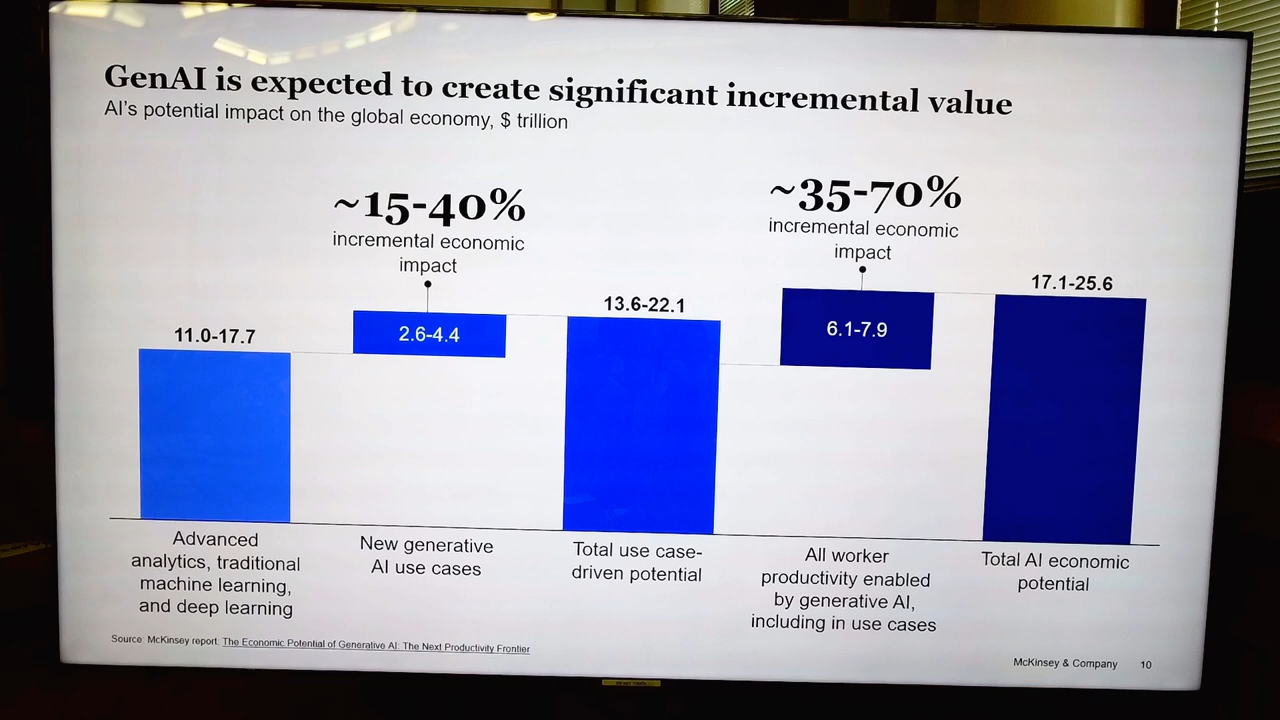 GenAI is expected to create significant incremental value
AI's potential impact on the global economy, $ trillion
~15-40%
incremental economic
impact
~35-70%
incremental economic
impact
11.0-17.7
2.6-4.4
13.6-22.1
6.1-7.9
17.1-25.6
Advanced
analytics, traditional
machine learning,
and deep learning
New generative
AI use cases
Total use case-
driven potential
All worker
productivity enabled
by generative AI,
including in use cases
Total AI economic
potential
Source: McKinsey report: The Economic Potential of Generative AI: The Next Productivity Frontier
McKinsey & Company 10